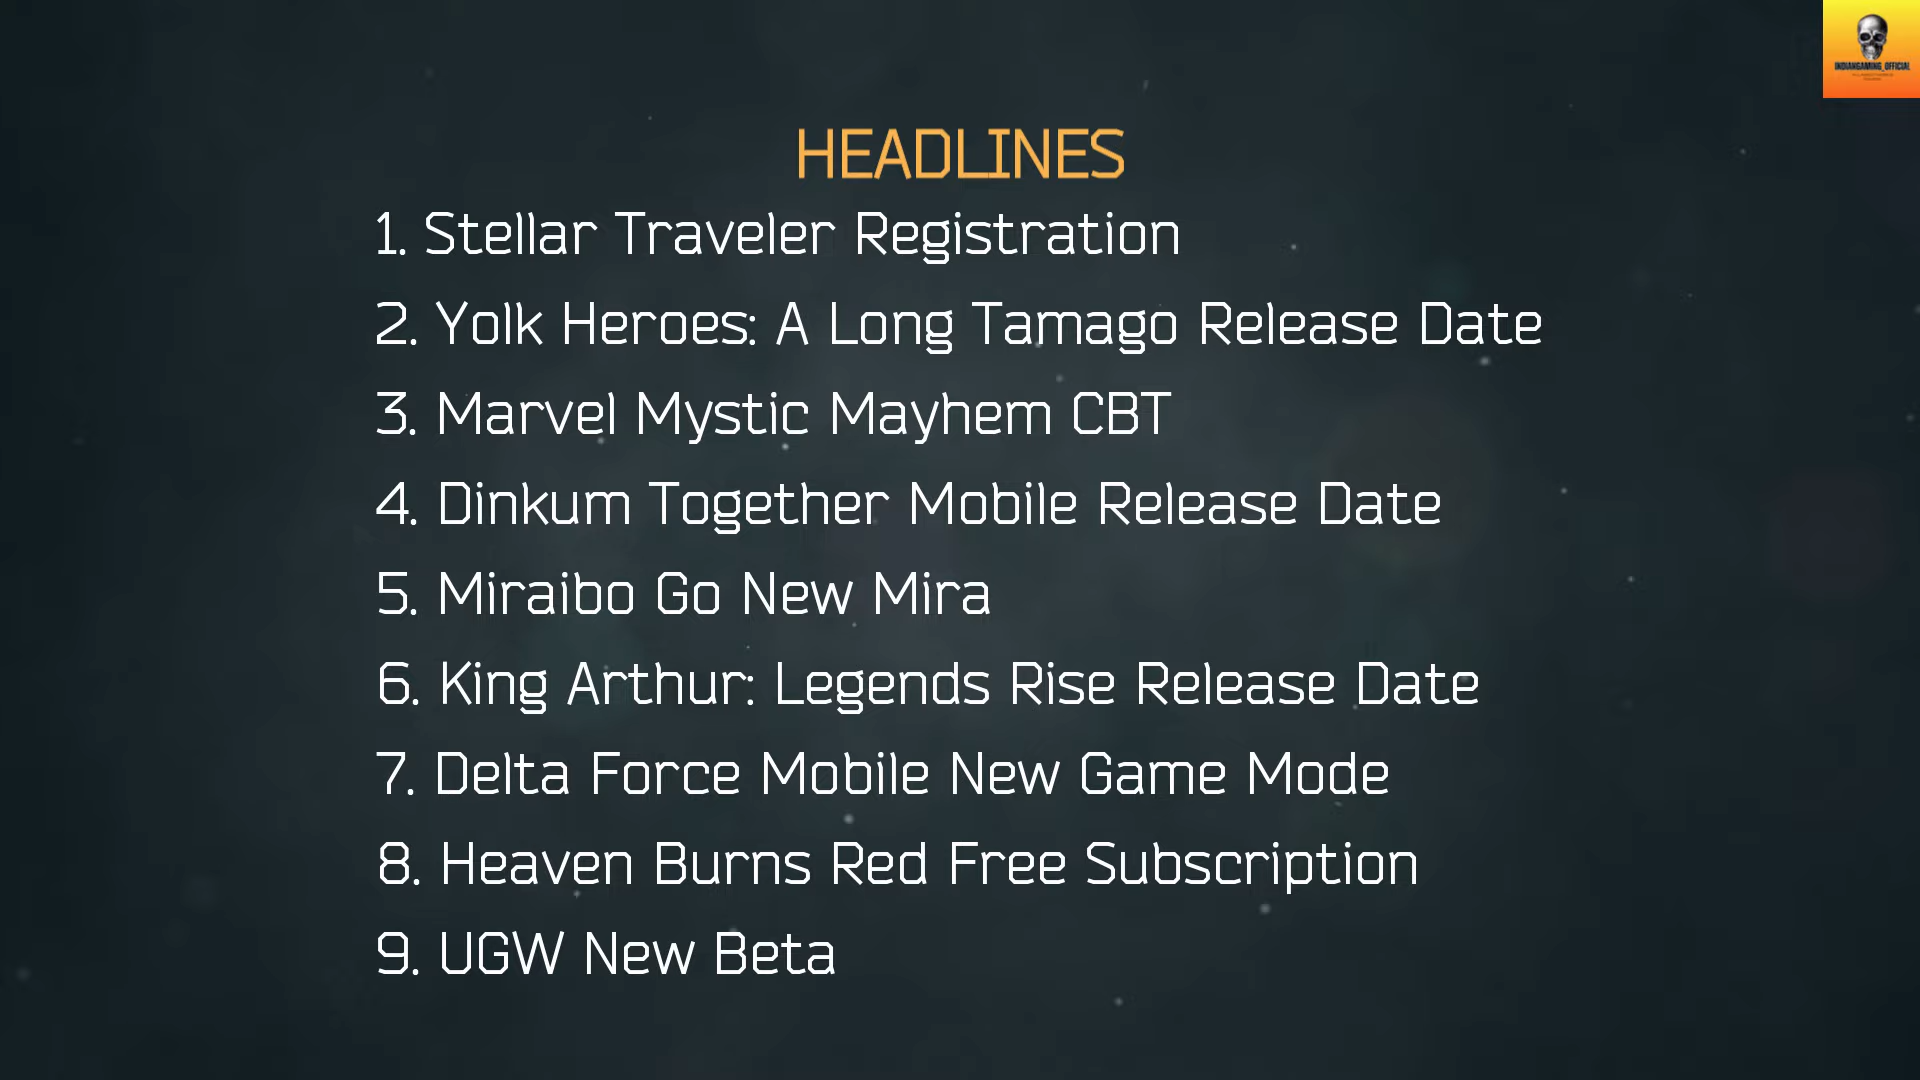 INDIANGAMING_OFFICIAL
HEADLINES
1. Stellar Traveler Registration
2. Yolk Heroes: A Long Tamago Release Date
3. Marvel Mystic Mayhem CBT
4. Dinkum Together Mobile Release Date
5. Miraibo Go New Mira
6. King Arthur: Legends Rise Release Date
7. Delta Force Mobile New Game Mode
8. Heaven Burns Red Free Subscription
9. UGW New Beta